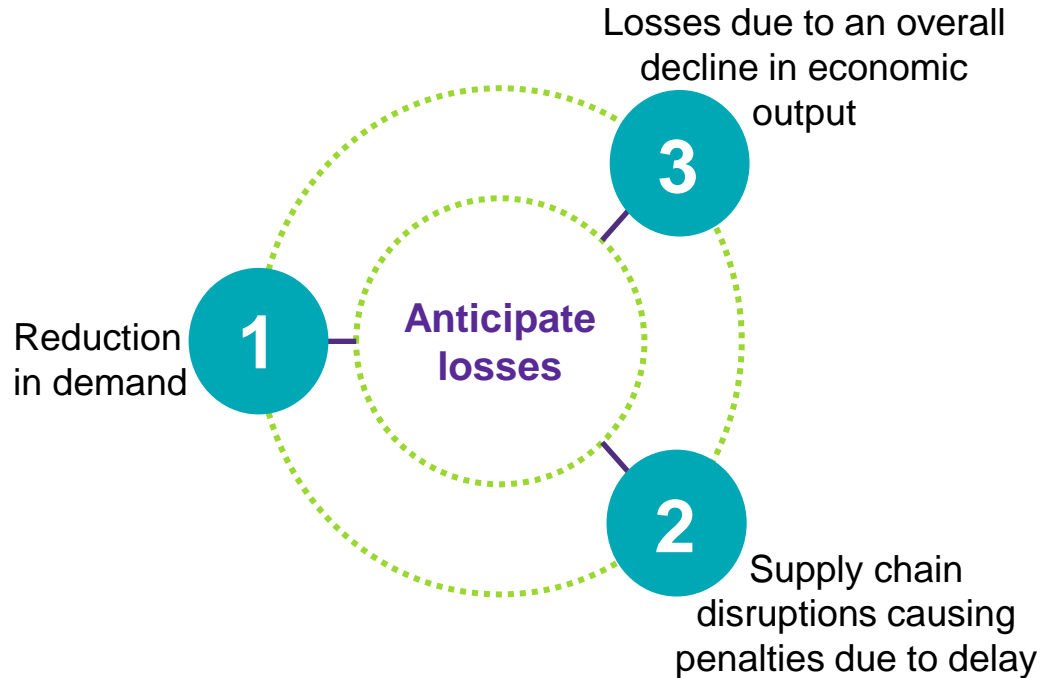 Anticipate
losses
1
Reduction
in demand
2
Supply chain
disruptions causing
penalties due to delay
3
Losses due to an overall
decline in economic
output